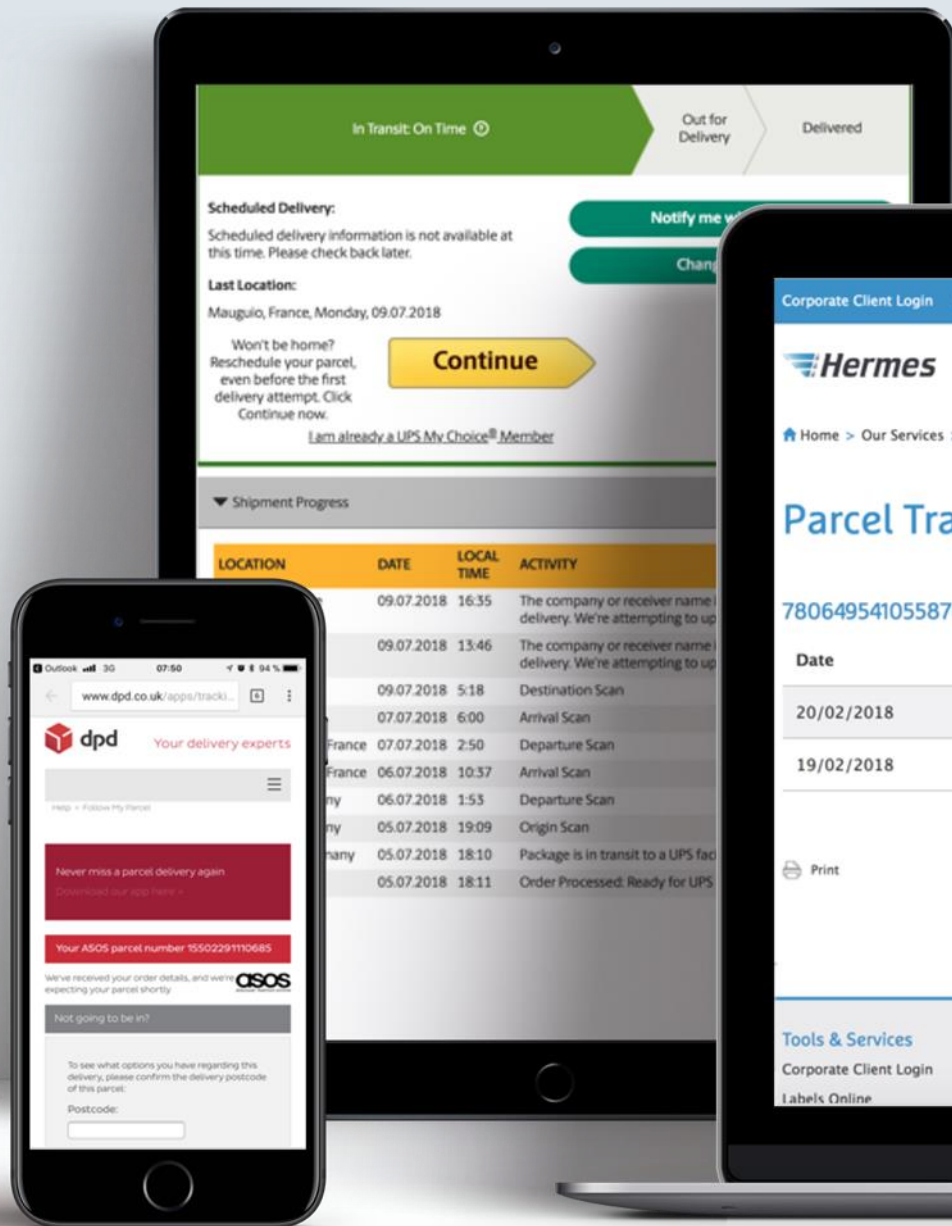 In Transit: On Time
Out for
Delivery
Delivered
Scheduled Delivery:
Scheduled delivery information is not available at
this time. Please check back later.
Last Location:
Mauguio, France, Monday, 09.07.2018
Won't be home?
Reschedule your parcel,
even before the first
delivery attempt. Click
Continue now.
Continue
I am already a UPS My Choice® Member
Notify me
Shipment Progress
LOCATION DATE LOCAL TIME ACTIVITY
09.07.2018 16:35 The company or receiver name
delivery. We're attempting to
09.07.2018 13:46 The company or receiver name
delivery. We're attempting to
09.07.2018 5:18 Destination Scan
07.07.2018 6:00 Arrival Scan
France 07.07.2018 2:50 Departure Scan
France 06.07.2018 10:37 Arrival Scan
06.07.2018 1:53 Departure Scan
05.07.2018 19:09 Origin Scan
05.07.2018 18:10 Package is in transit to a UPS
05.07.2018 18:11 Order Processed: Ready for UPS
Outlook 3G 07:50 94 %
www.dpd.co.uk/apps/tracki... 6
dpd Your delivery experts
Help > Follow My Parcel
Never miss a parcel delivery again
Download our app here »
Your ASOS parcel number 15502291110685
We've received your order details, and we're
expecting your parcel shortly
asos
Not going to be in?
To see what options you have regarding this
delivery, please confirm the delivery postcode
of this parcel:
Postcode:
Corporate Client Login
Hermes
Home > Our Services
Parcel
78064954105587
Date
20/02/2018
19/02/2018
Print
Tools & Services
Corporate Client Login
Labels Online